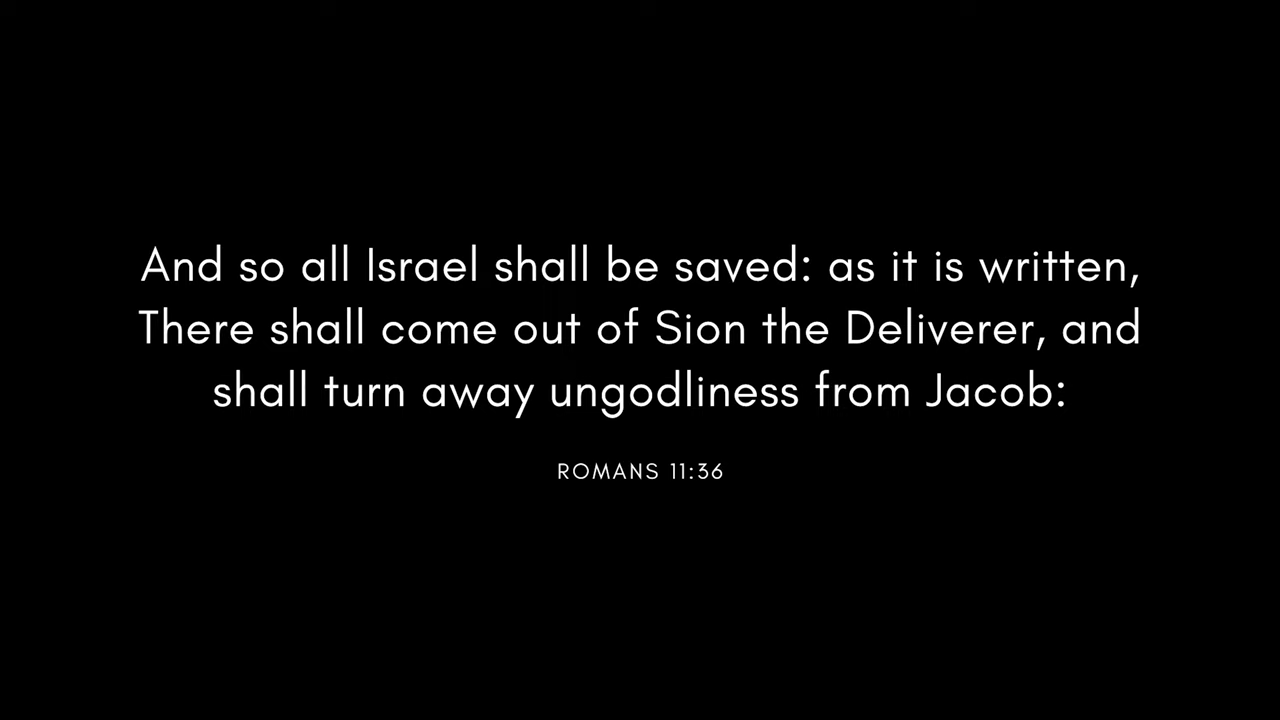 And so all Israel shall be saved: as it is written,
There shall come out of Sion the Deliverer, and
shall turn away ungodliness from Jacob:
ROMANS 11:36